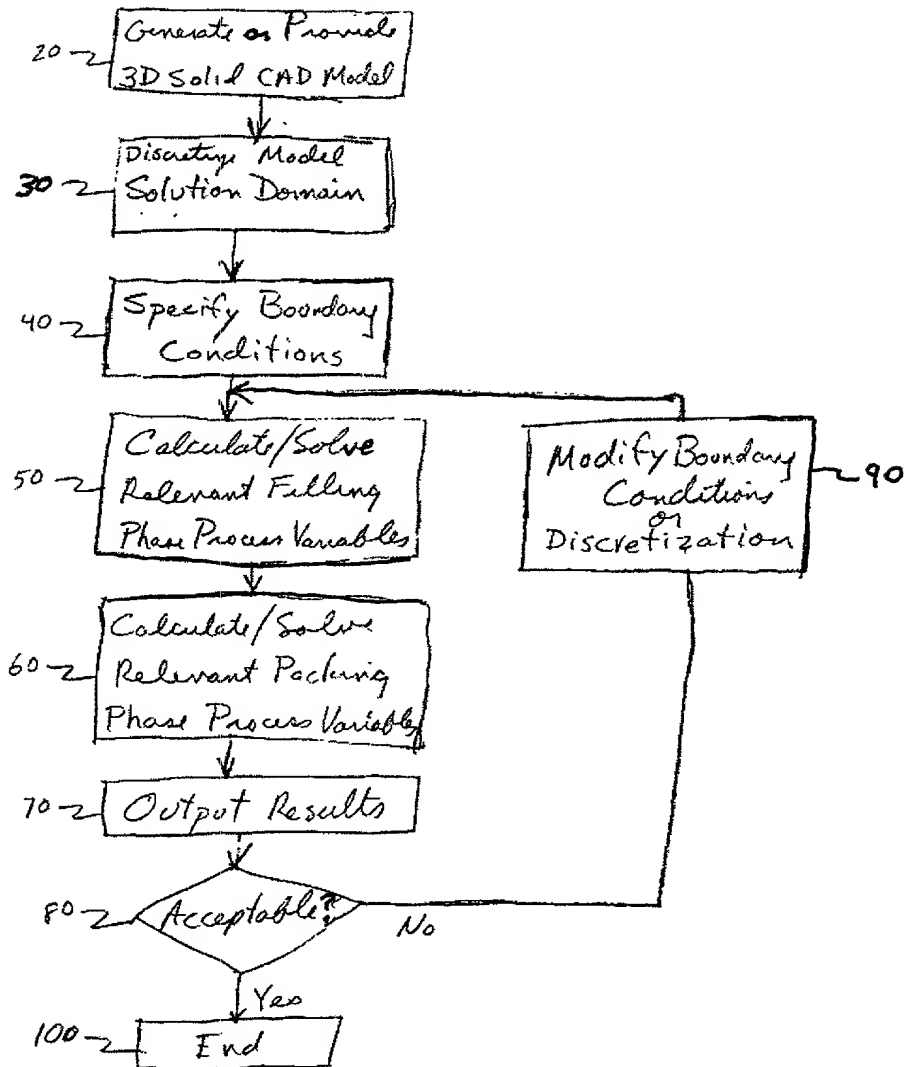 Generate or Provide
20
3D Solid CAD Model
Discretize Model
30
Solution Domain
Specify Boundary
40
Conditions
Calculate/Solve
50
Relevant Filling
Phase Process Variables
Modify Boundary
Conditions
or
Discretization
90
Calculate/Solve
60
Relevant Packing
Phase Process Variables
70
Output Results
80
Acceptable?
No
Yes
100
End